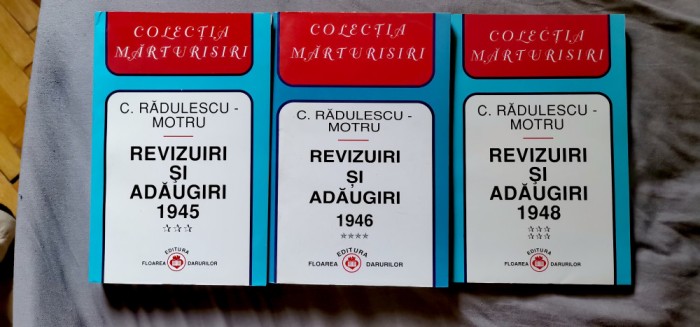 COLECȚIA
MĂRTURISIRI
C. RĂDULESCU -
MOTRU
REVIZUIRI
ȘI
ADĂUGIRI
1945
EDITURA
FLOAREA DARURILOR
COLECȚIA
MĂRTURISIRI
C. RĂDULESCU -
MOTRU
REVIZUIRI
ȘI
ADĂUGIRI
1946
EDITURA
FLOAREA DARURILOR
COLECȚIA
MĂRTURISIRI
C. RĂDULESCU -
MOTRU
REVIZUIRI
ȘI
ADĂUGIRI
1948
EDITURA
FLOAREA DARURILOR